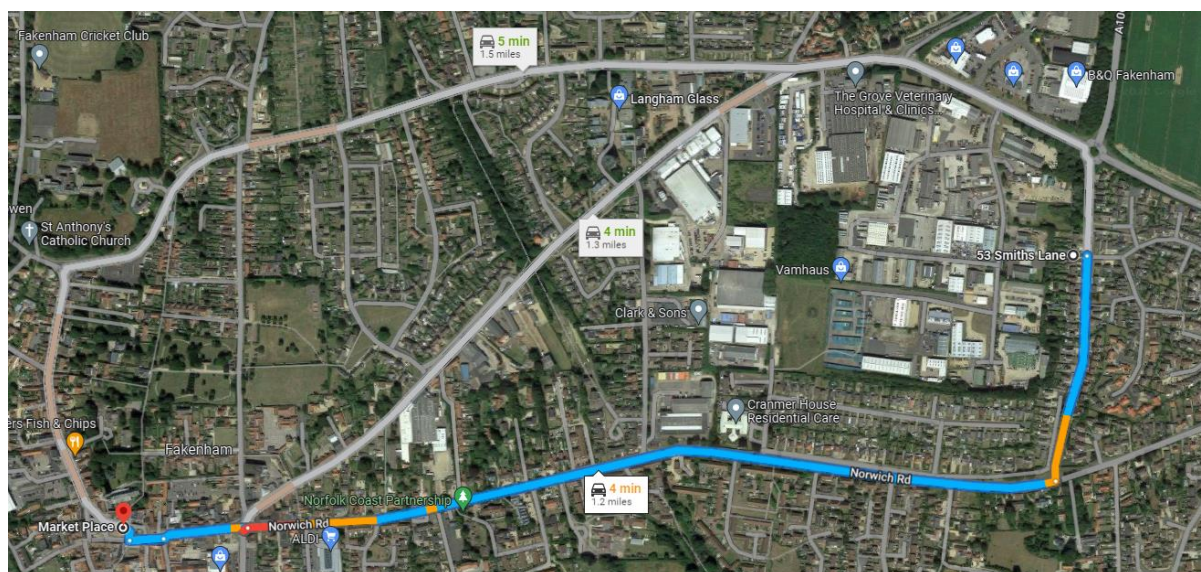 Fakenham Cricket Club
5 min
1.5 miles
B&Q Fakenham
Langham Glass
The Grove Veterinary
Hospital & Clinics...
owen
St Anthony's
Catholic Church
4 min
1.3 miles
53 Smiths Lane
Vamhaus
Clark & Sons
Cranmer House
Residential Care
ers Fish & Chips
Fakenham
Norwich Rd
4 min
1.2 miles
Norfolk Coast Partnership
Market Place
Norwich Rd
ALDI